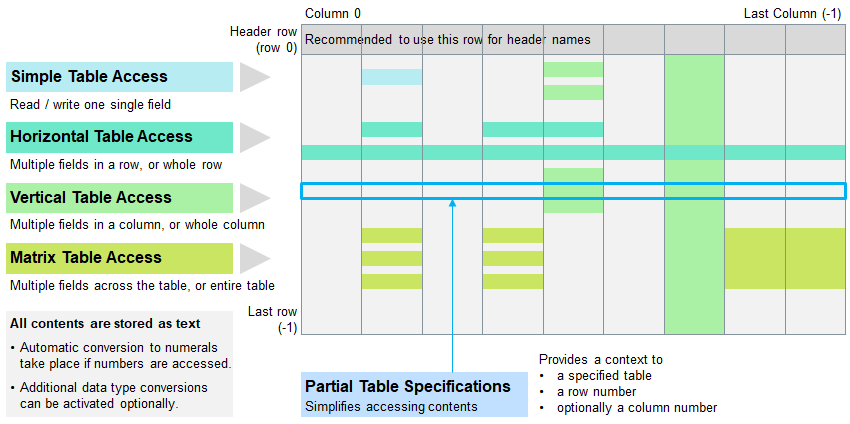 Column 0
Last Column (-1)
Header row
(row 0)
Recommended to use this row for header names
Simple Table Access
Read / write one single field
Horizontal Table Access
Multiple fields in a row, or whole row
Vertical Table Access
Multiple fields in a column, or whole column
Matrix Table Access
Multiple fields across the table, or entire table
Last row
(-1)
All contents are stored as text
• Automatic conversion to numerals
take place if numbers are accessed.
• Additional data type conversions
can be activated optionally.
Partial Table Specifications
Simplifies accessing contents
Provides a context to
• a specified table
• a row number
• optionally a column number